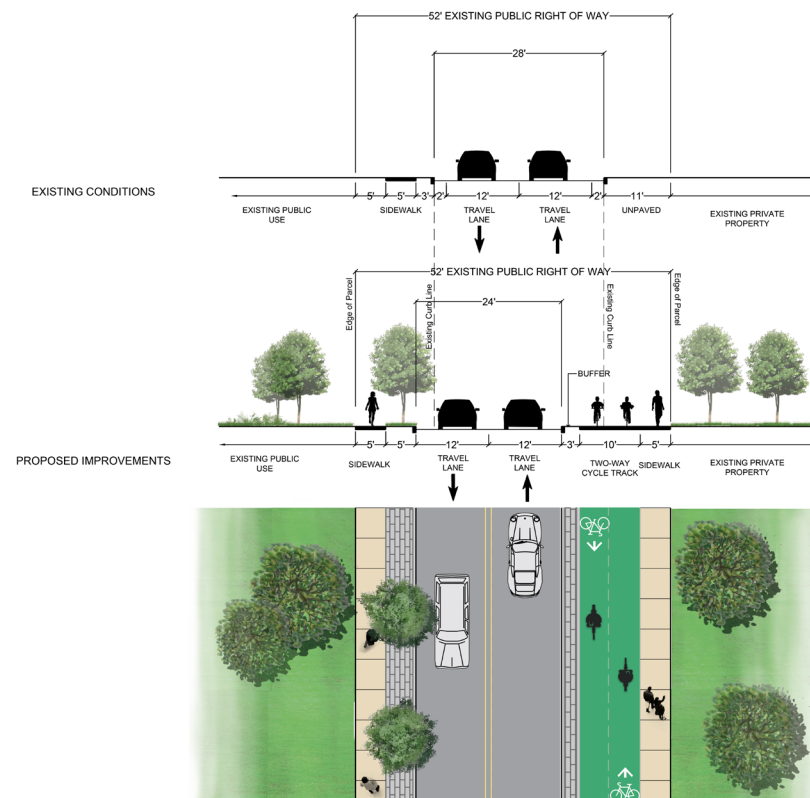 52' EXISTING PUBLIC RIGHT OF WAY
28'
EXISTING CONDITIONS
5' 5' 3' 2' 12' 12' 2' 11'
EXISTING PUBLIC
USE
SIDEWALK
TRAVEL
LANE
TRAVEL
LANE
UNPAVED
EXISTING PRIVATE
PROPERTY
52' EXISTING PUBLIC RIGHT OF WAY
Edge of Parcel
Existing Curb Line
24'
Existing Curb Line
Edge of Parcel
BUFFER
PROPOSED IMPROVEMENTS
5' 5' 12' 12' 3' 10' 5'
EXISTING PUBLIC
USE
SIDEWALK
TRAVEL
LANE
TRAVEL
LANE
TWO-WAY
CYCLE TRACK
SIDEWALK
EXISTING PRIVATE
PROPERTY